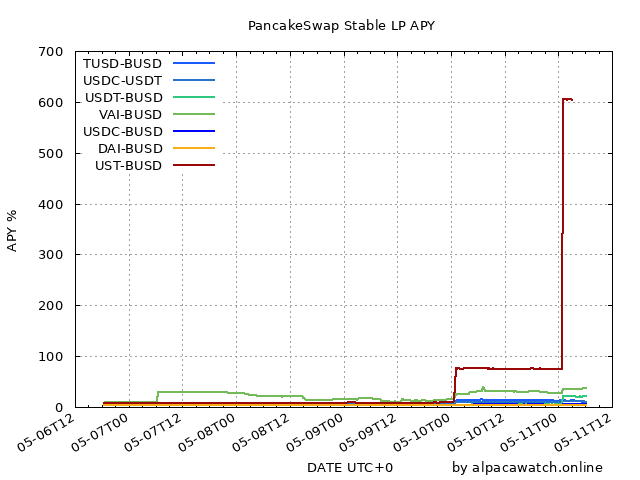 PancakeSwap Stable LP APY
700
600
500
400
300
200
100
0
APY %
TUSD-BUSD
USDC-USDT
USDT-BUSD
VAI-BUSD
USDC-BUSD
DAI-BUSD
UST-BUSD
05-06T12
05-07T00
05-07T12
05-08T00
05-08T12
05-09T00
05-09T12
05-10T00
05-10T12
05-11T00
05-11T12
DATE UTC+0
by alpacawatch.online